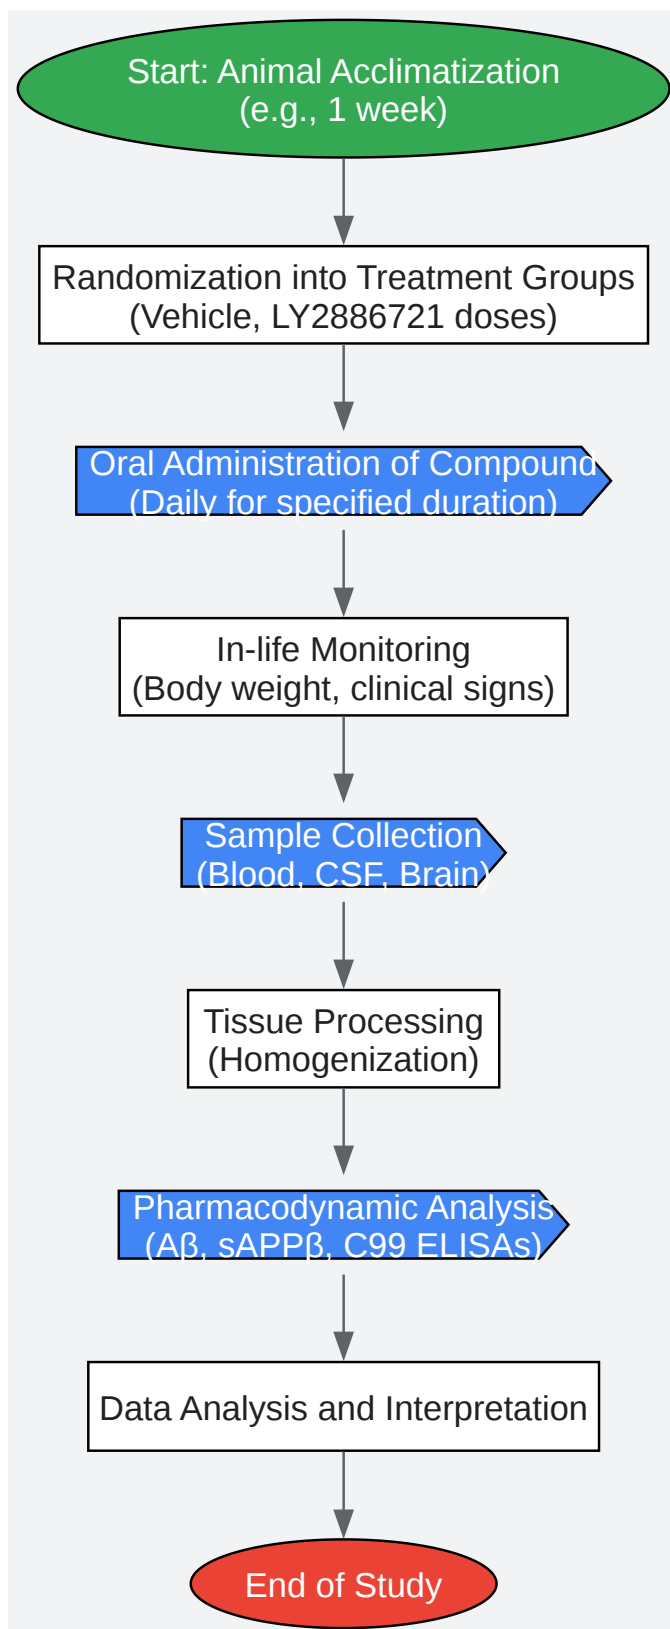 Start: Animal Acclimatization
(e.g., 1 week)
Randomization into Treatment Groups
(Vehicle, LY2886721 doses)
Oral Administration of Compound
(Daily for specified duration)
In-life Monitoring
(Body weight, clinical signs)
Sample Collection
(Blood, CSF, Brain)
Tissue Processing
(Homogenization)
Pharmacodynamic Analysis
(Aβ, sAPPβ, C99 ELISAs)
Data Analysis and Interpretation
End of Study